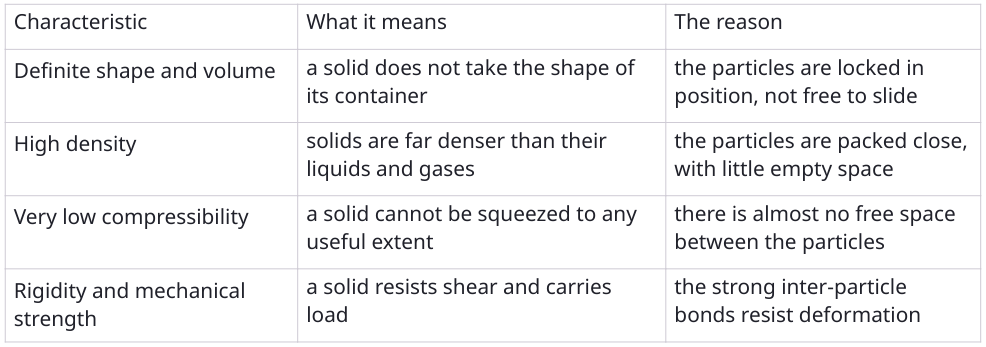 Characteristic
What it means
The reason
Definite shape and volume
a solid does not take the shape of
its container
the particles are locked in
position, not free to slide
High density
solids are far denser than their
liquids and gases
the particles are packed close,
with little empty space
Very low compressibility
a solid cannot be squeezed to any
useful extent
there is almost no free space
between the particles
Rigidity and mechanical
strength
a solid resists shear and carries
load
the strong inter-particle
bonds resist deformation